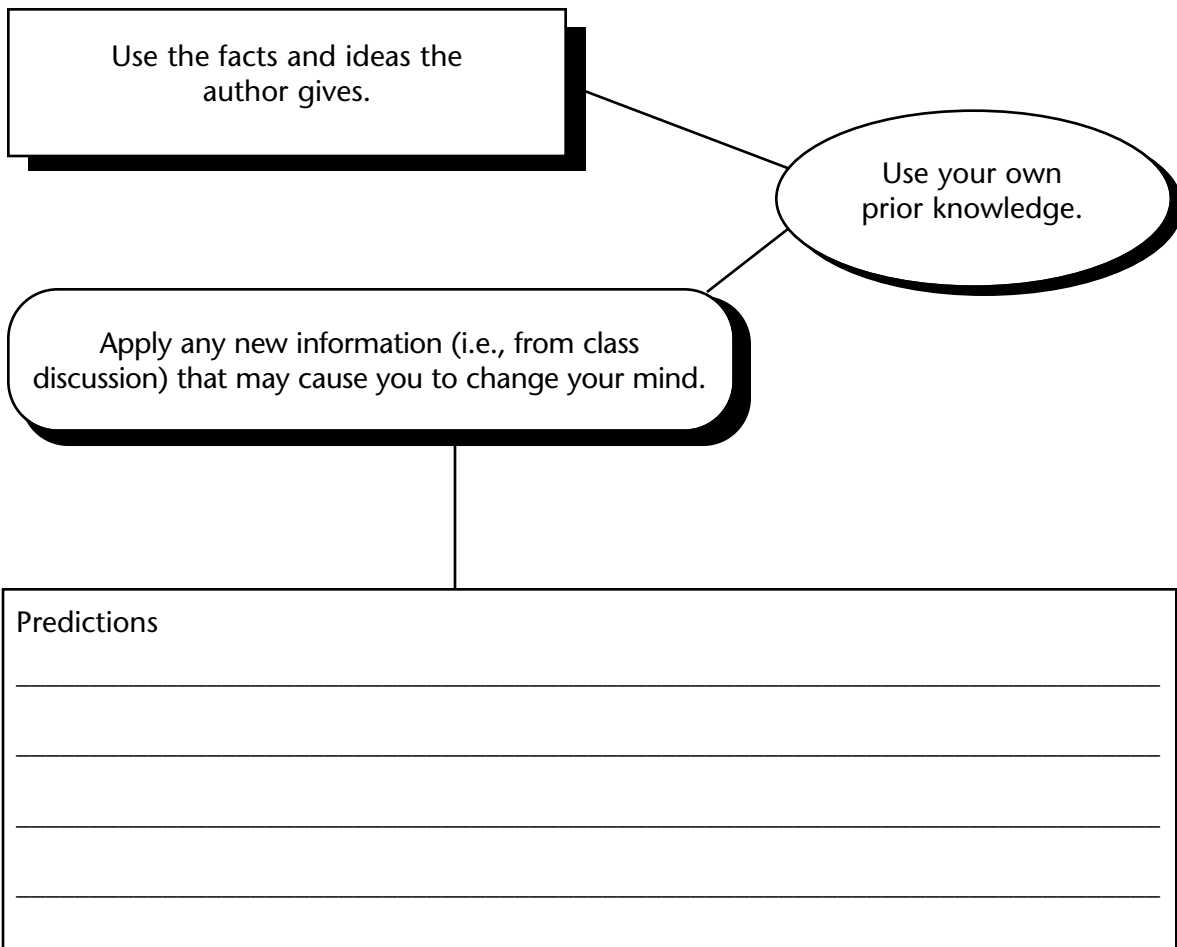 Use the facts and ideas the
author gives.
Use your own
prior knowledge.
Apply any new information (i.e., from class
discussion) that may cause you to change your mind.
Predictions